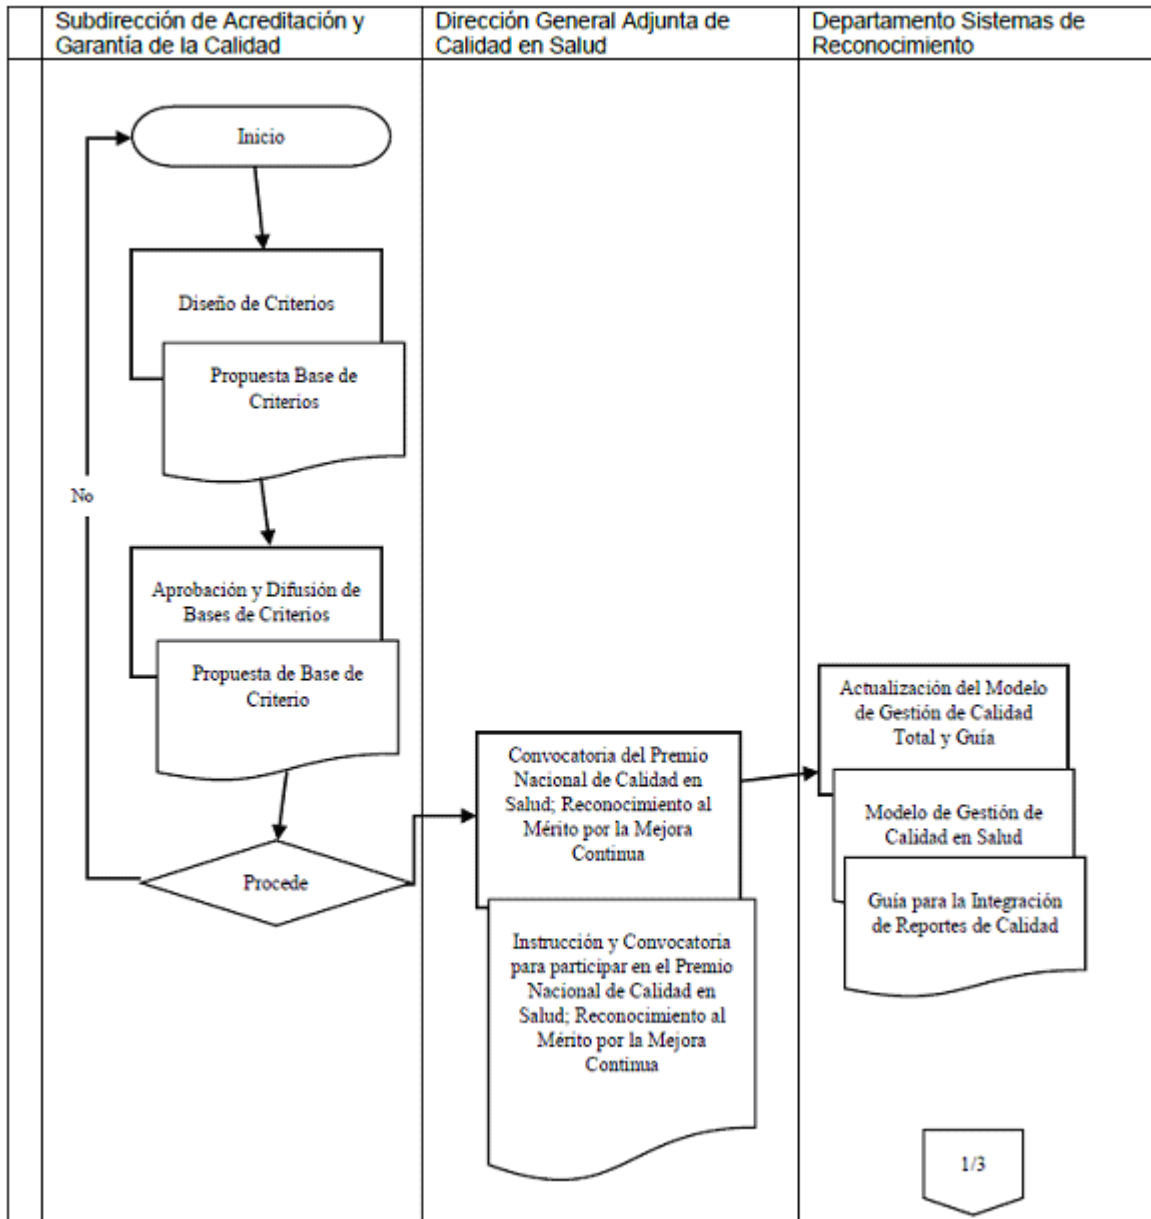 Subdirección de Acreditación y
Garantía de la Calidad
Dirección General Adjunta de
Calidad en Salud
Departamento Sistemas de
Reconocimiento
Inicio
Diseño de Criterios
Propuesta Base de
Criterios
No
Aprobación y Difusión de
Bases de Criterios
Propuesta de Base de
Criterio
Procede
Convocatoria del Premio
Nacional de Calidad en
Salud; Reconocimiento al
Mérito por la Mejora
Continua
Instrucción y Convocatoria
para participar en el Premio
Nacional de Calidad en
Salud; Reconocimiento al
Mérito por la Mejora
Continua
Actualización del Modelo
de Gestión de Calidad
Total y Guía
Modelo de Gestión de
Calidad en Salud
Guía para la Integración
de Reportes de Calidad
1/3